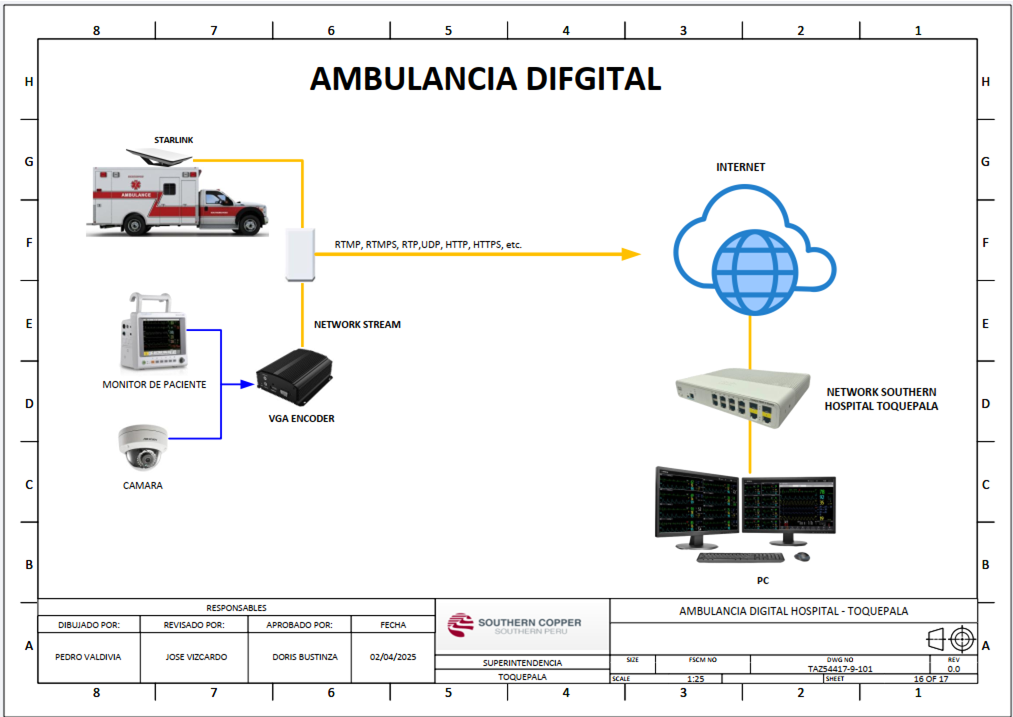 8 7 6 5 4 3 2 1
H H
AMBULANCIA DIFGITAL
STARLINK
G G
INTERNET
AMBULANCE
F F
RTMP, RTMPS, RTP,UDP, HTTP, HTTPS, etc.
E E
NETWORK STREAM
MONITOR DE PACIENTE
VGA ENCODER
D D
NETWORK SOUTHERN
HOSPITAL TOQUEPALA
CAMARA
C C
B B
PC
RESPONSABLES
DIBUJADO POR: REVISADO POR: APROBADO POR: FECHA
PEDRO VALDIVIA JOSE VIZCARDO DORIS BUSTINZA 02/04/2025
SOUTHERN COPPER
SOUTHERN PERU
SUPERINTENDENCIA
TOQUEPALA
AMBULANCIA DIGITAL HOSPITAL - TOQUEPALA
A A
SIZE FSCM NO DWG NO REV
TAZ54417-9-101 0.0
SCALE 1:25 SHEET 16 OF 17
8 7 6 5 4 3 2 1